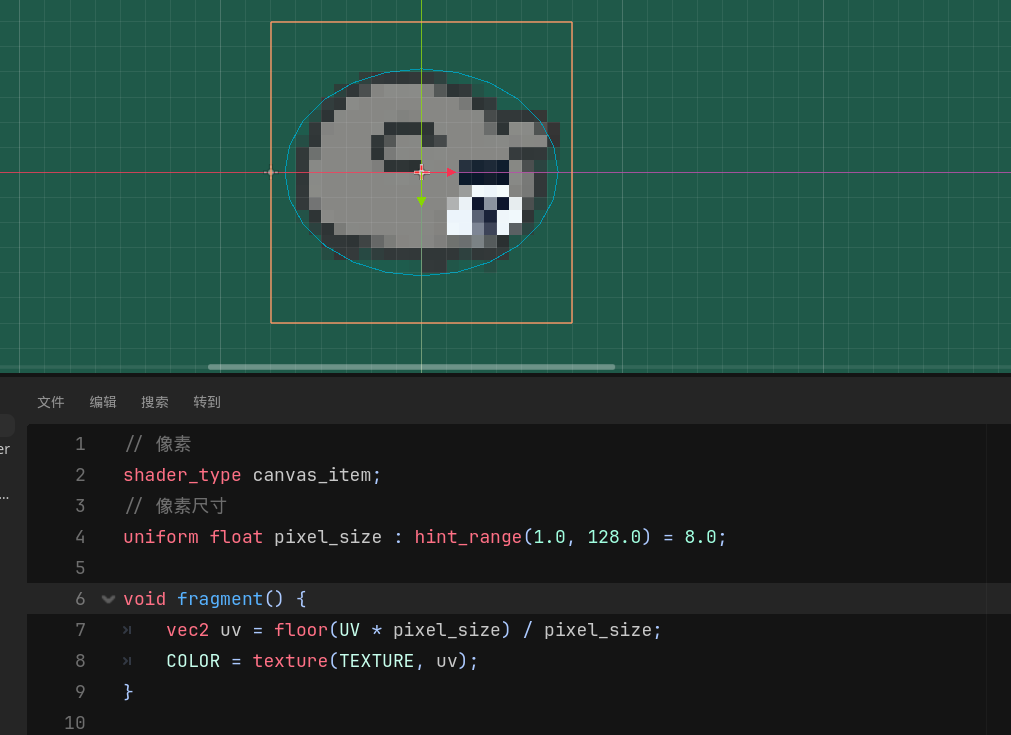 文件 编辑 搜索 转到
er
...
1 // 像素
2 shader_type canvas_item;
3 // 像素尺寸
4 uniform float pixel_size : hint_range(1.0, 128.0) = 8.0;
5
6 void fragment() {
7 vec2 uv = floor(UV * pixel_size) / pixel_size;
8 COLOR = texture(TEXTURE, uv);
9 }
10